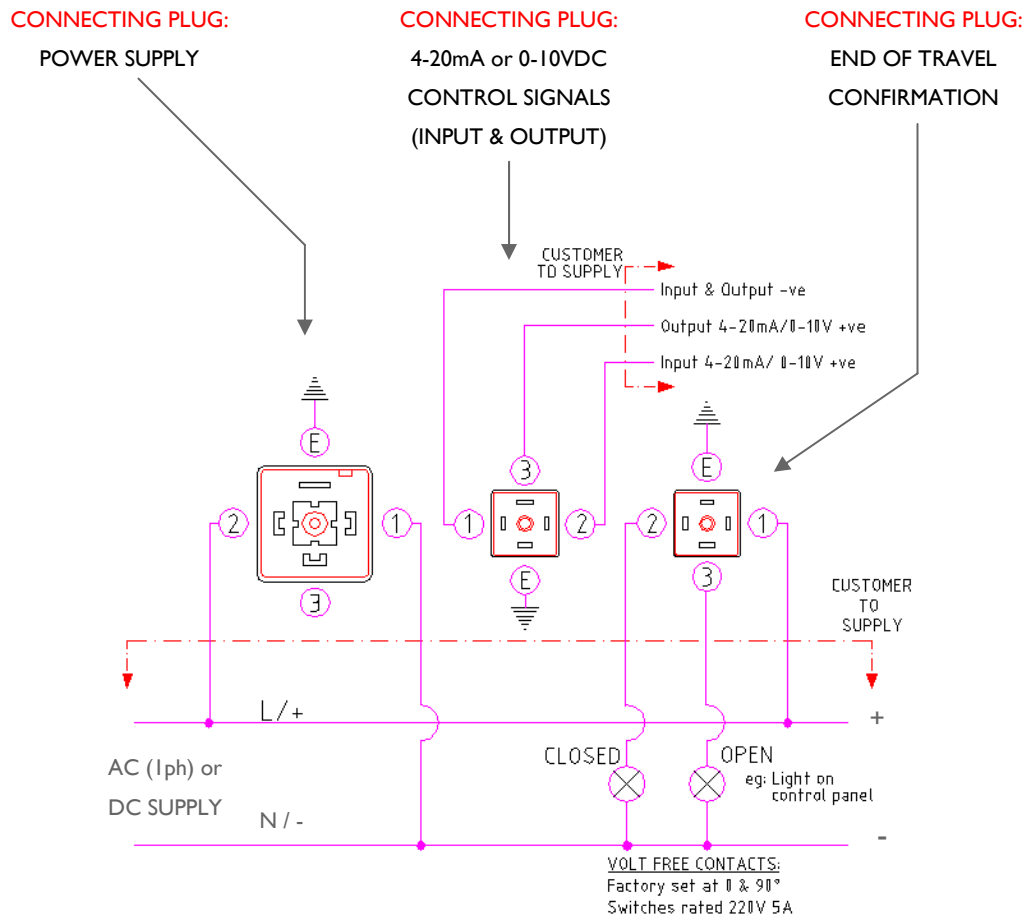 CONNECTING PLUG:
POWER SUPPLY
CONNECTING PLUG:
4-20mA or 0-10VDC
CONTROL SIGNALS
(INPUT & OUTPUT)
CONNECTING PLUG:
END OF TRAVEL
CONFIRMATION
CUSTOMER
TO SUPPLY
Input & Output -ve
Output 4-20mA/0-10V +ve
Input 4-20mA/ 0-10V +ve
E
2
1
3
3
1
2
E
E
2
1
3
CUSTOMER
TO
SUPPLY
L/+
+
AC (1ph) or
DC SUPPLY
N / -
-
CLOSED
OPEN
eg: Light on
control panel
VOLT FREE CONTACTS:
Factory set at 0 & 90°
Switches rated 220V 5A